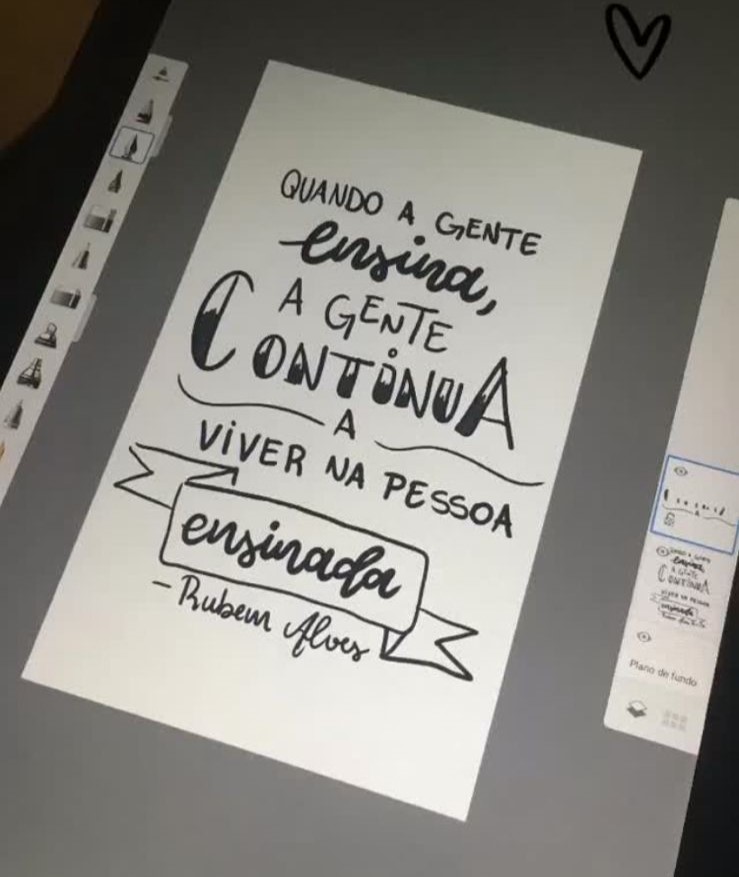 QUANDO A GENTE
ensina,
A GENTE
CONTINUA
A
VIVER NA PESSOA
ensinada
- Rubem Alves
Plano de fundo